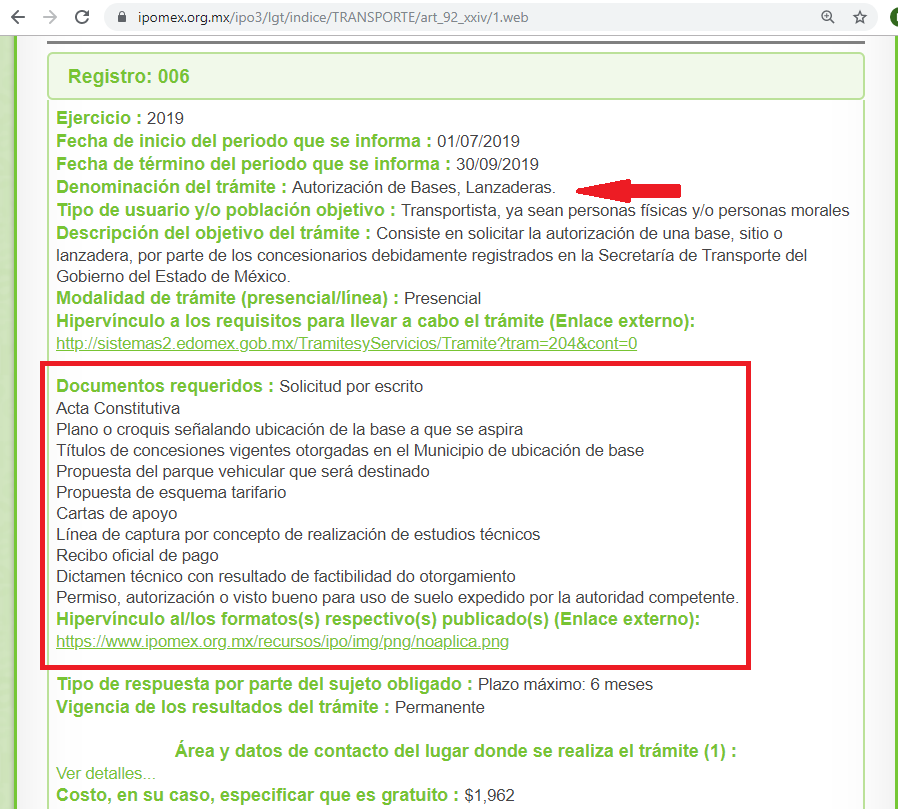 ipomex.org.mx/ipo3/lgt/indice/TRANSPORTE/art_92_xxiv/1.web
Registro: 006
Ejercicio : 2019
Fecha de inicio del periodo que se informa : 01/07/2019
Fecha de término del periodo que se informa : 30/09/2019
Denominación del trámite : Autorización de Bases, Lanzaderas.
Tipo de usuario y/o población objetivo : Transportista, ya sean personas físicas y/o personas morales
Descripción del objetivo del trámite : Consiste en solicitar la autorización de una base, sitio o
lanzadera, por parte de los concesionarios debidamente registrados en la Secretaría de Transporte del
Gobierno del Estado de México.
Modalidad de trámite (presencial/línea) : Presencial
Hipervínculo a los requisitos para llevar a cabo el trámite (Enlace externo):
http://sistemas2.edomex.gob.mx/TramitesyServicios/Tramite?tram=204&cont=0
Documentos requeridos : Solicitud por escrito
Acta Constitutiva
Plano o croquis señalando ubicación de la base a que se aspira
Títulos de concesiones vigentes otorgadas en el Municipio de ubicación de base
Propuesta del parque vehicular que será destinado
Propuesta de esquema tarifario
Cartas de apoyo
Línea de captura por concepto de realización de estudios técnicos
Recibo oficial de pago
Dictamen técnico con resultado de factibilidad do otorgamiento
Permiso, autorización o visto bueno para uso de suelo expedido por la autoridad competente.
Hipervínculo al/los formatos(s) respectivo(s) publicado(s) (Enlace externo):
https://www.ipomex.org.mx/recursos/ipo/img/png/noaplica.png
Tipo de respuesta por parte del sujeto obligado : Plazo máximo: 6 meses
Vigencia de los resultados del trámite : Permanente
Área y datos de contacto del lugar donde se realiza el trámite (1) :
Ver detalles...
Costo, en su caso, especificar que es gratuito : $1,962